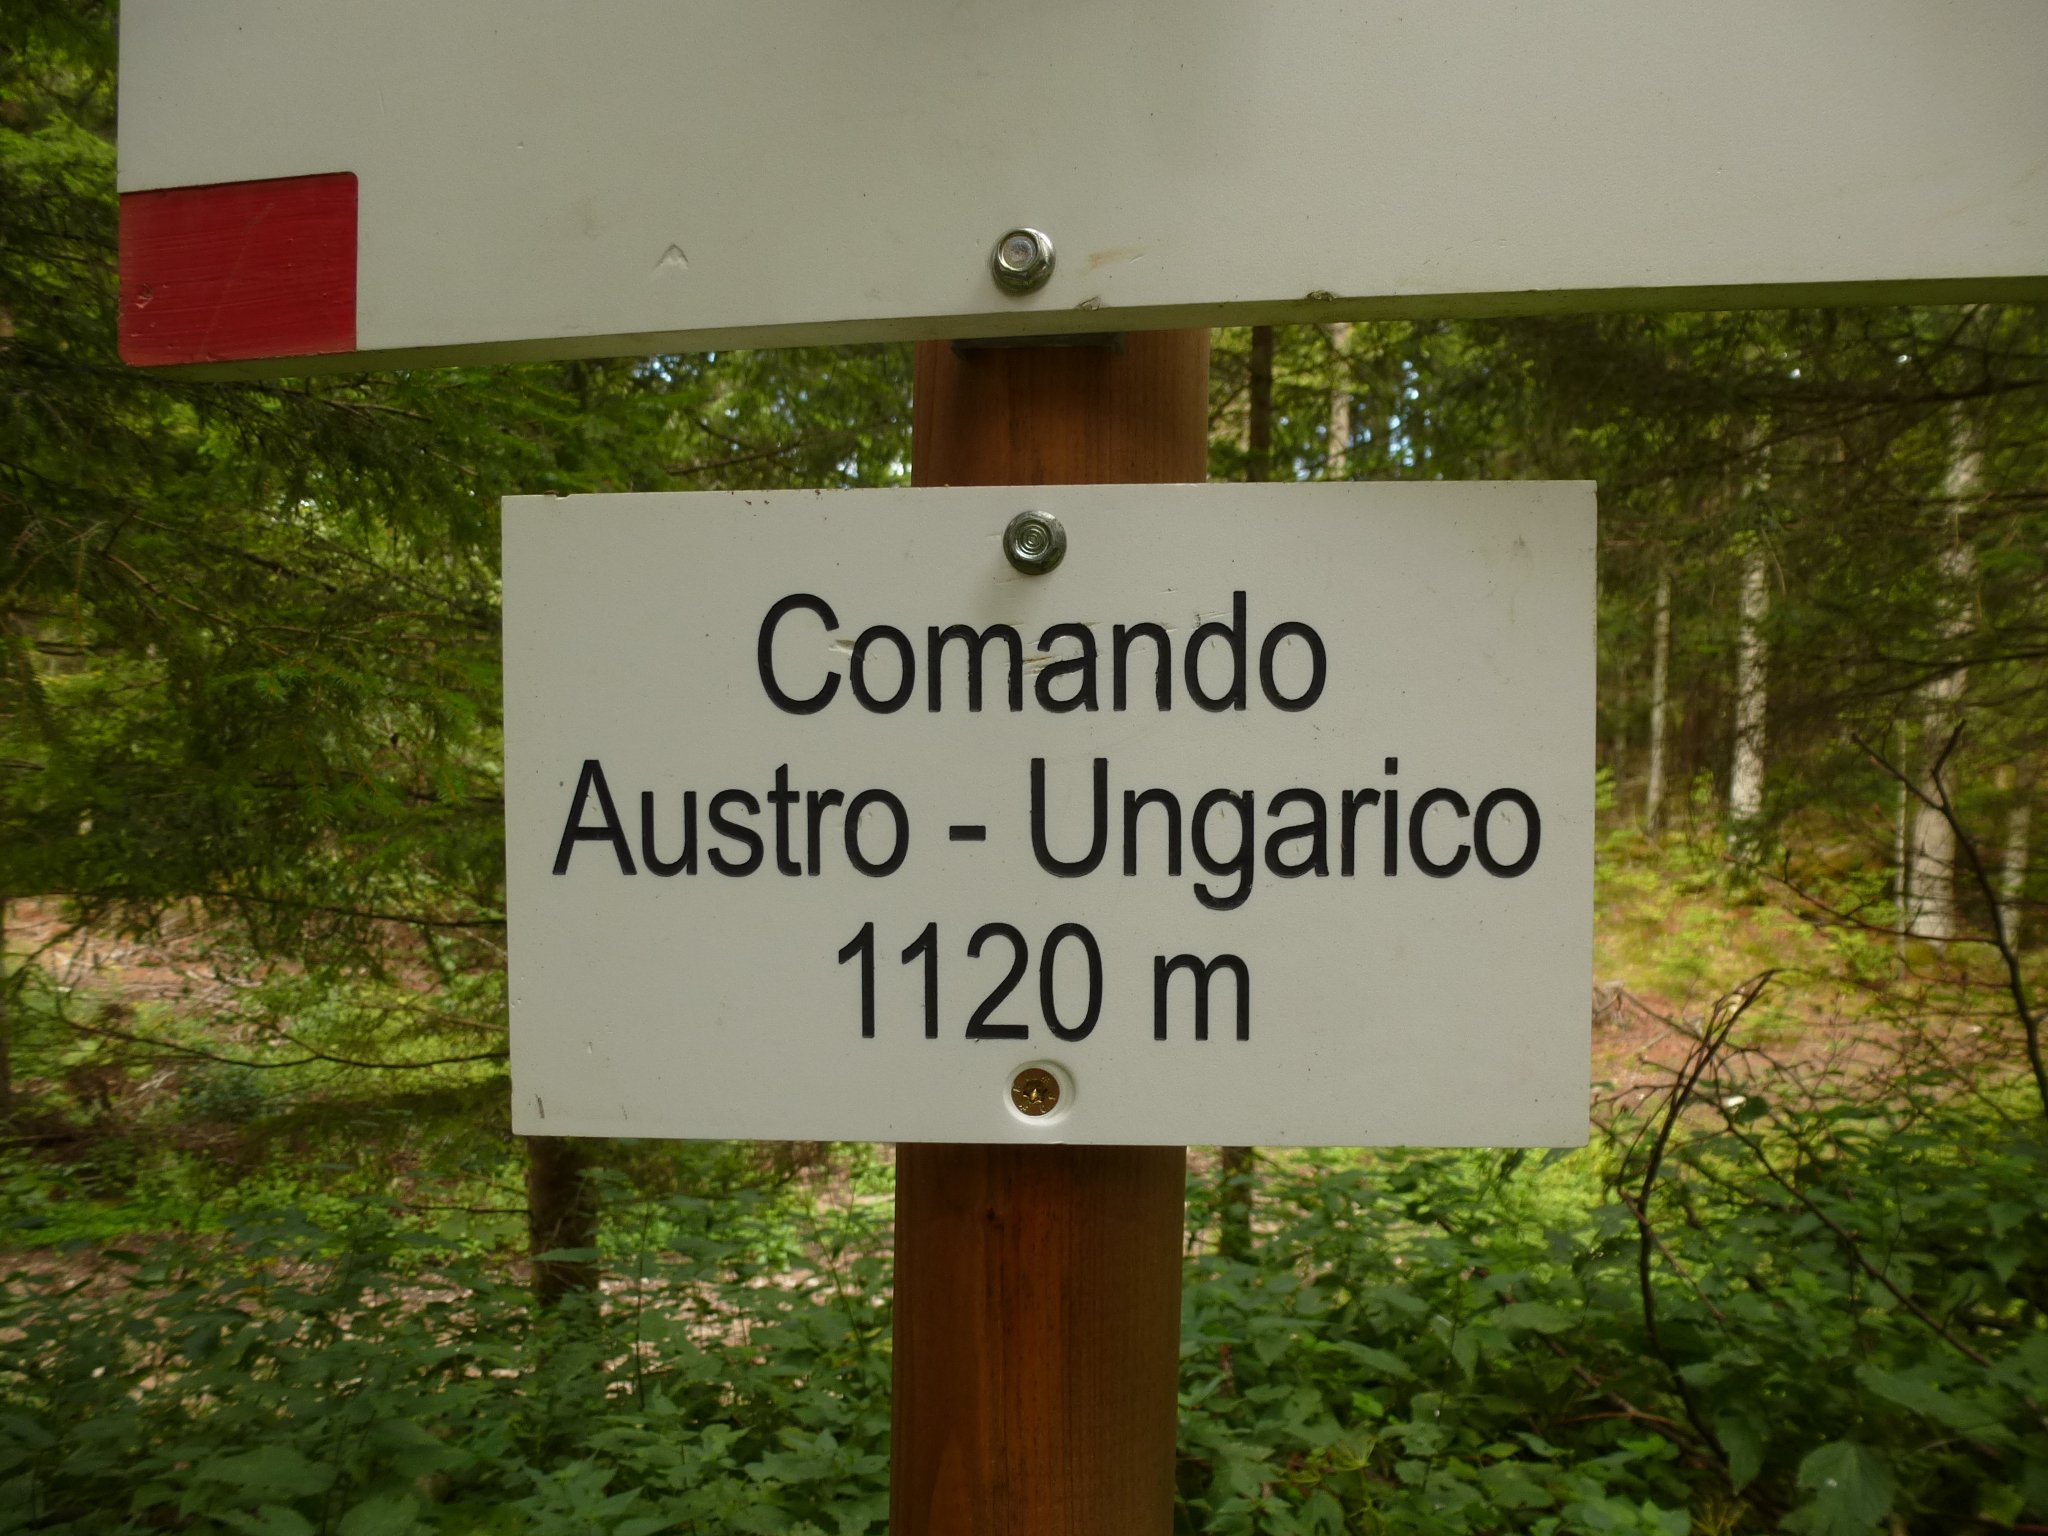 Comando
Austro - Ungarico
1120 m